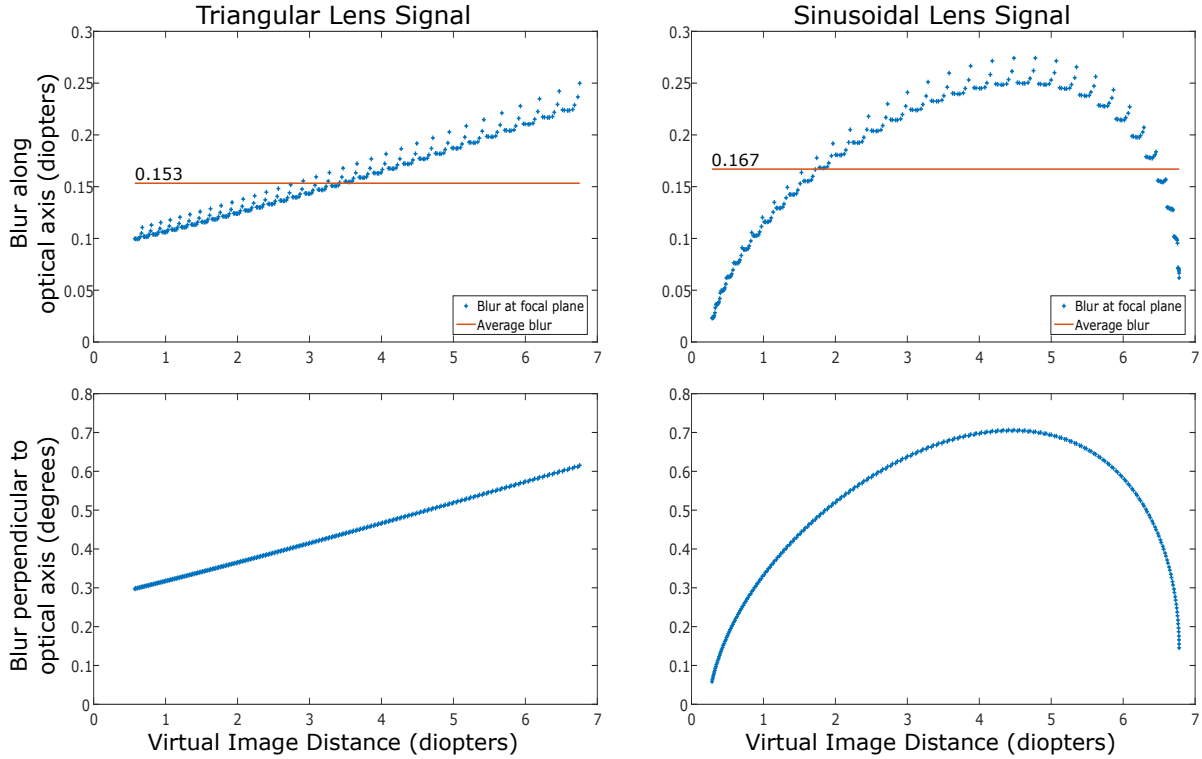 Triangular Lens Signal
Sinusoidal Lens Signal
Blur along
optical axis (diopters)
0.3
0.25
0.2
0.15
0.1
0.05
0
0.153
Blur at focal plane
Average blur
0 1 2 3 4 5 6 7
0.3
0.25
0.2
0.15
0.1
0.05
0
0.167
Blur at focal plane
Average blur
0 1 2 3 4 5 6 7
Blur perpendicular to
optical axis (degrees)
0.8
0.7
0.6
0.5
0.4
0.3
0.2
0.1
0
0 1 2 3 4 5 6 7
Virtual Image Distance (diopters)
0.8
0.7
0.6
0.5
0.4
0.3
0.2
0.1
0
0 1 2 3 4 5 6 7
Virtual Image Distance (diopters)